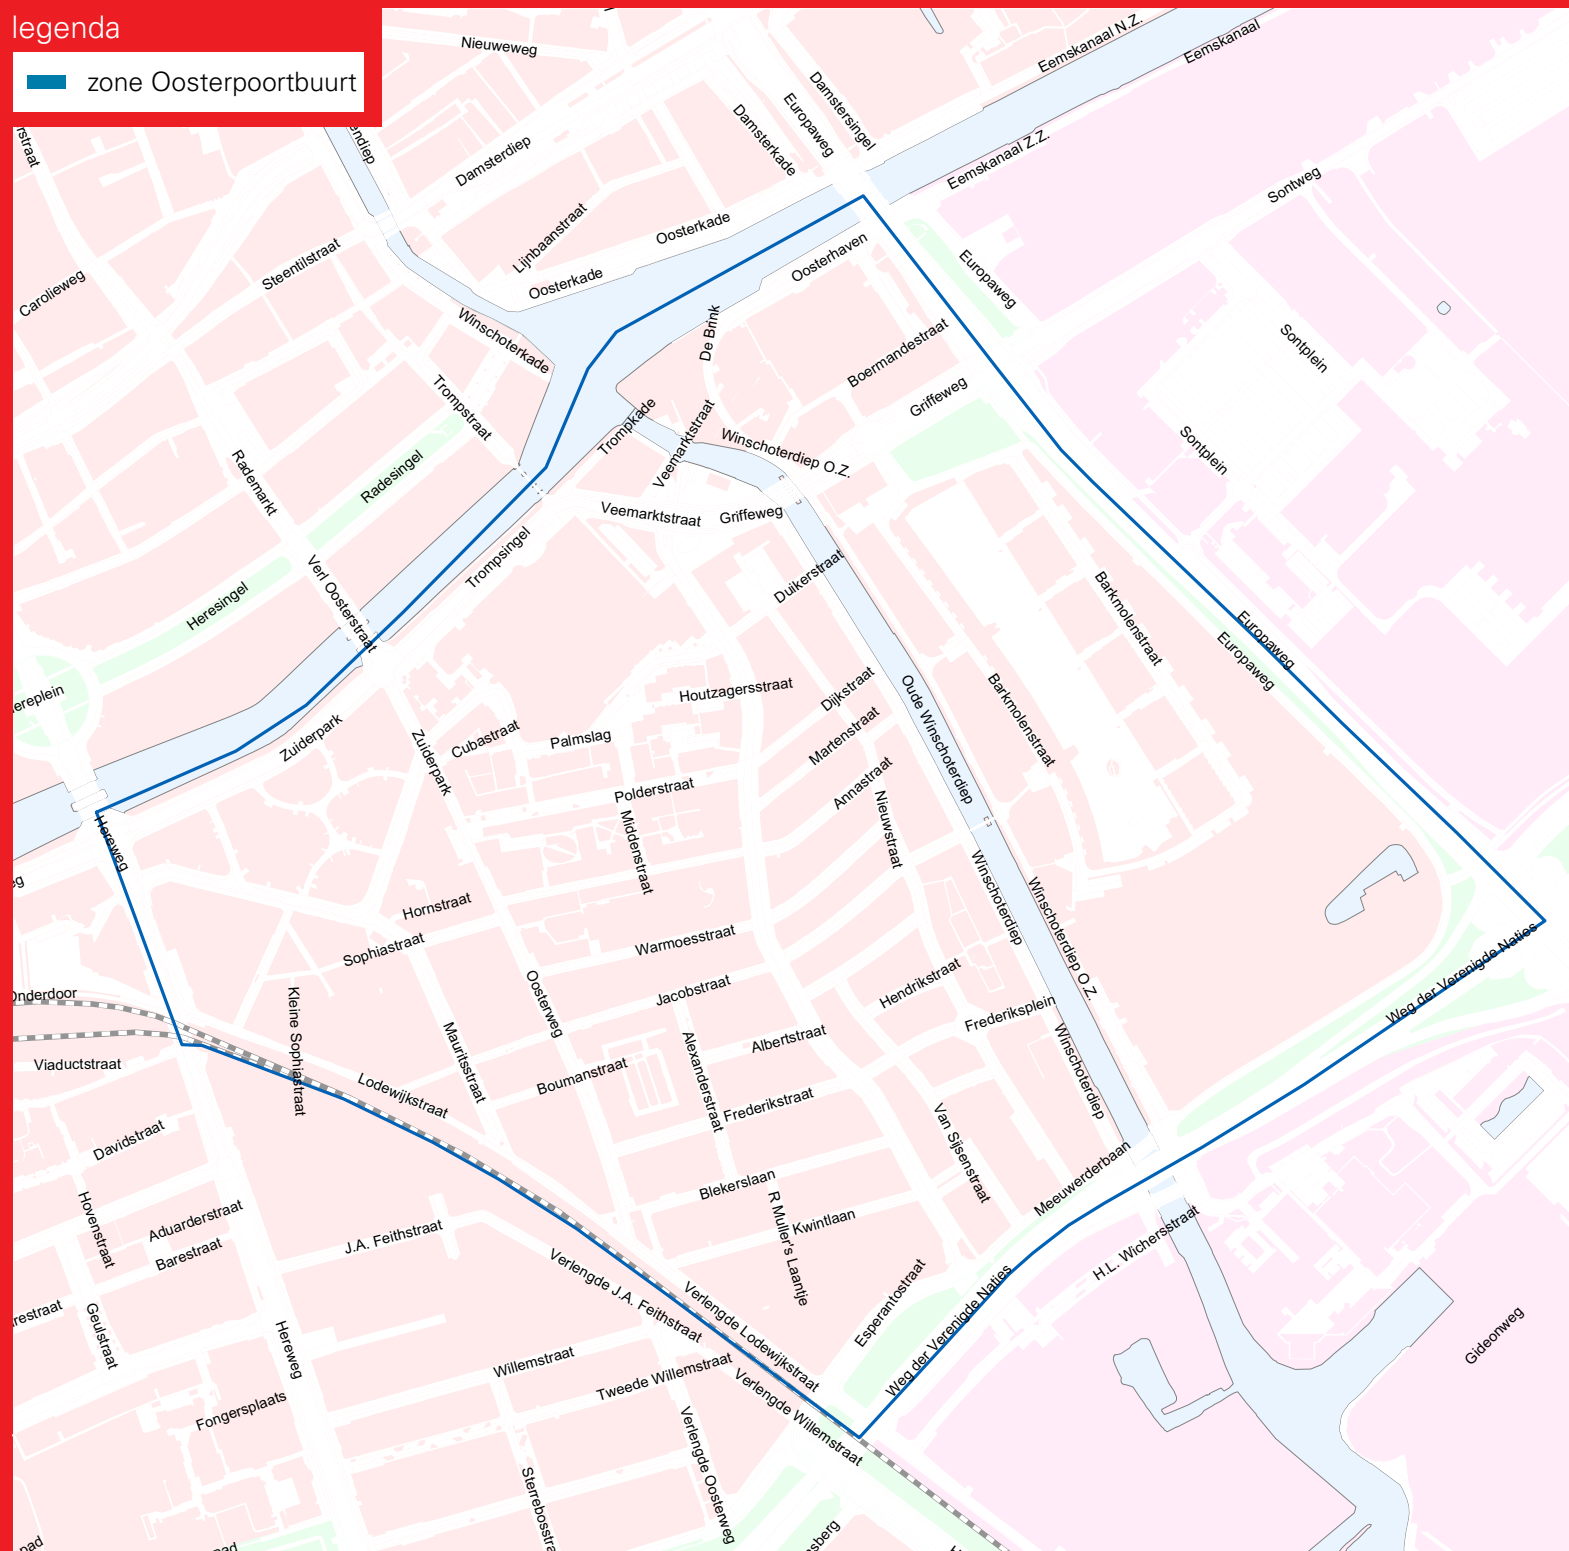 legenda
zone Oosterpoortbuurt
Nieuweweg
Eemskanaal N.Z.
Eemskanaal
Damstersingel
Europaweg
Damsterkade
Damsterdiep
Eemskanaal Z.Z.
Sontweg
Lijnbaanstraat
Oosterkade
Oosterkade
Steentilstraat
Carolieweg
Oosterhaven
Europaweg
Winschoterkade
De Brink
Boermandestraat
Sontplein
Griffeweg
Trompstraat
Trompkade
Veemarktstraat
Winschoterdiep O.Z.
Sontplein
Rademarkt
Radesingel
Veemarktstraat
Griffeweg
Trompsingel
Duikerstraat
Verl Oosterstraat
Heresingel
Barkmolenstraat
Europaweg
Europaweg
Houtzagersstraat
Dijkstraat
Oude Winschoterdiep
Barkmolenstraat
Zuiderpark
Zuiderpark
Cubastraat
Palmslag
Martenstraat
Annastraat
Polderstraat
Middenstraat
Nieuwstraat
Hereweg
Hornstraat
Sophiastraat
Warmoesstraat
Winschoterdiep
Winschoterdiep O.Z.
Weg der Verenigde Naties
Kleine Sophiastraat
Oosterweg
Jacobstraat
Hendrikstraat
Frederiksplein
Viaductstraat
Mauritsstraat
Alexanderstraat
Albertstraat
Boumanstraat
Lodewijkstraat
Frederikstraat
Winschoterdiep
Van Sijsenstraat
Davidstraat
Meeuwerderbaan
Blekerslaan
Hovenstraat
Aduarderstraat
Barestraat
J.A. Feithstraat
Kwintlaan
R Muller's Laantje
H.L. Wichersstraat
Verlengde J.A. Feithstraat
Esperantostraat
Weg der Verenigde Naties
Verlengde Lodewijkstraat
Geulstraat
Hereweg
Gideonweg
Willemstraat
Tweede Willemstraat
Verlengde Willemstraat
Fongersplaats
Verlengde Oosterweg